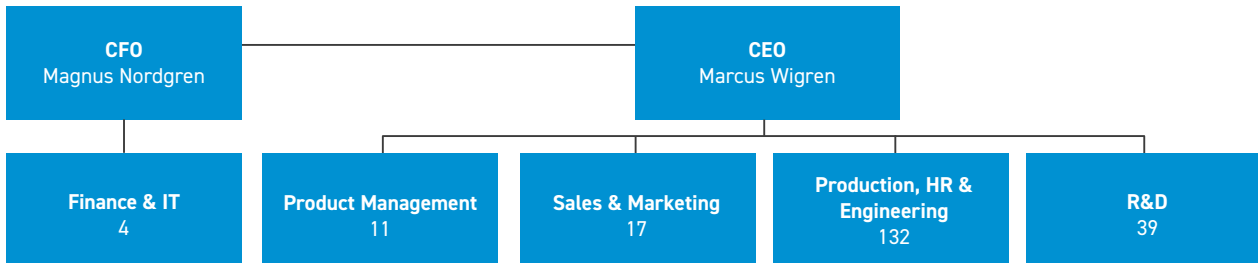 CFO
Magnus Nordgren
CEO
Marcus Wigren
Finance & IT
4
Product Management
11
Sales & Marketing
17
Production, HR &
Engineering
132
R&D
39